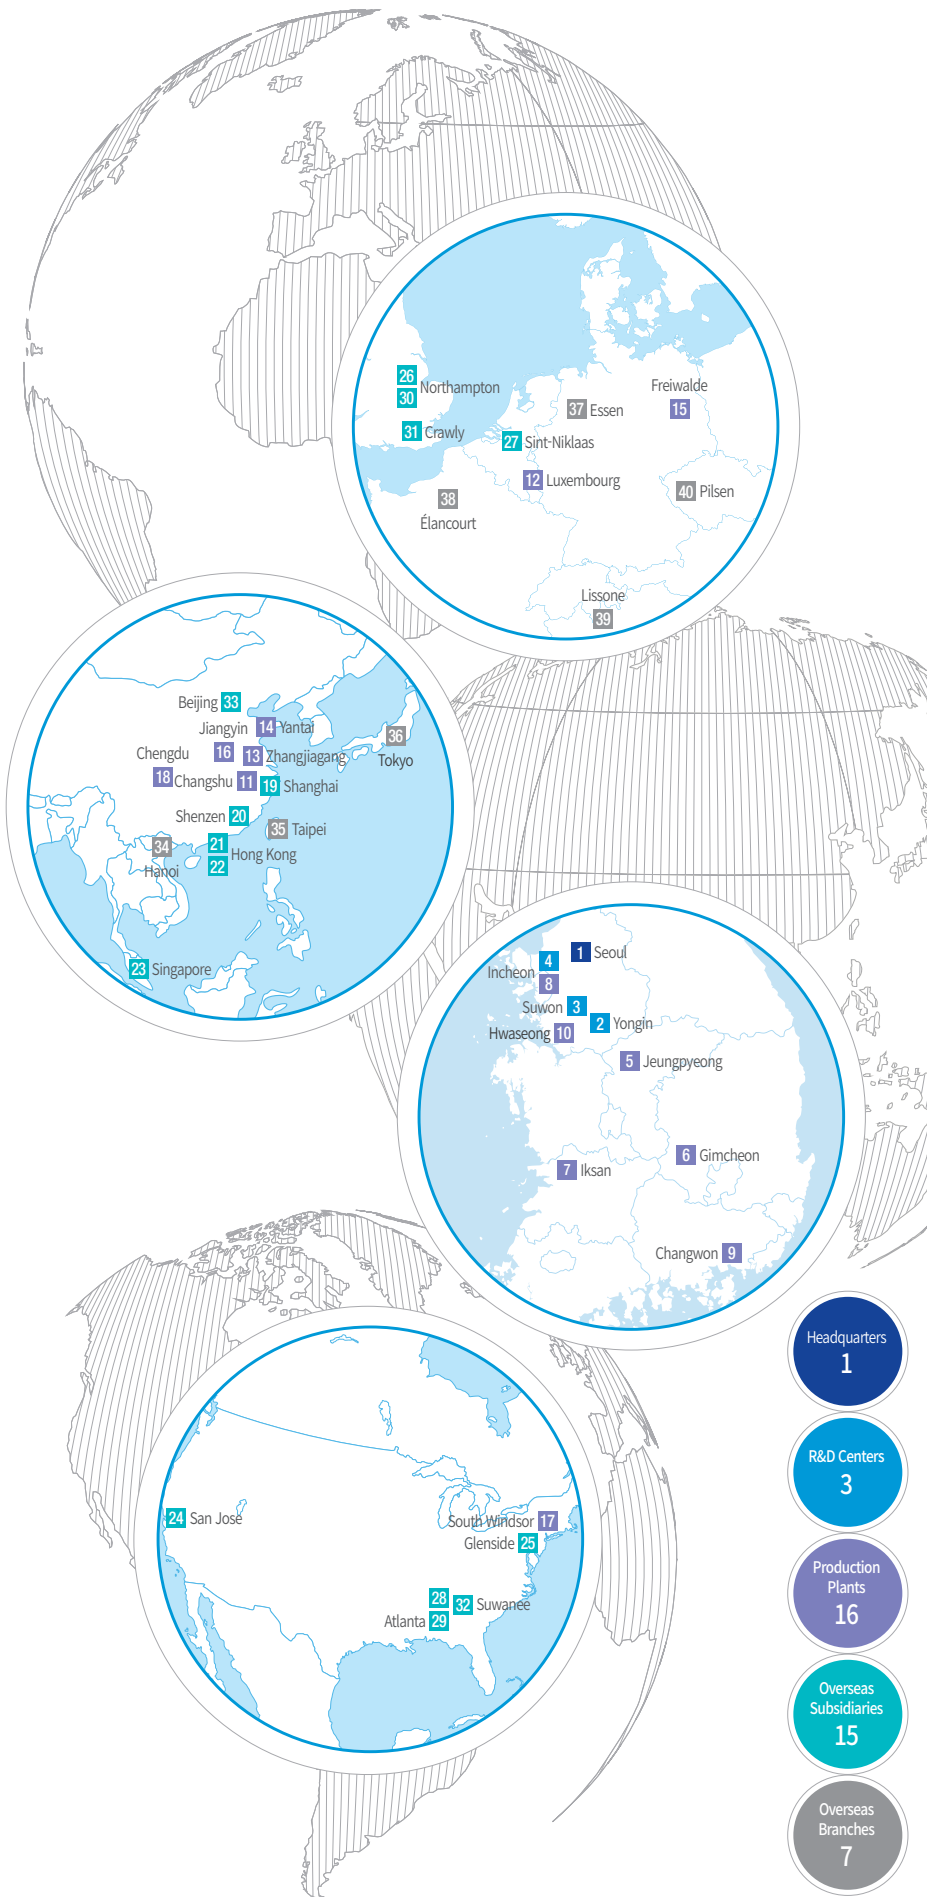 26
30
Northampton
31 Crawly
37 Essen
Freiwalde
15
27 Sint-Niklaas
12 Luxembourg
40 Pilsen
38
Élancourt
Lissone
39
Beijing 33
Jiangyin
14 Yantai
16
13 Zhangjiagang
36
Tokyo
Chengdu
18
Changshu 11
19 Shanghai
Shenzen 20
35 Taipei
34
Hanoi
21
22
Hong Kong
23 Singapore
1 Seoul
Incheon
4
8
Suwon 3
2 Yongin
Hwaseong 10
5 Jeungpyeong
6 Gimcheon
7 Iksan
Changwon 9
24 San Jose
South Windsor 17
Glenside 25
28
Atlanta 29
32 Suwanee
Headquarters
1
R&D Centers
3
Production
Plants
16
Overseas
Subsidiaries
15
Overseas
Branches
7